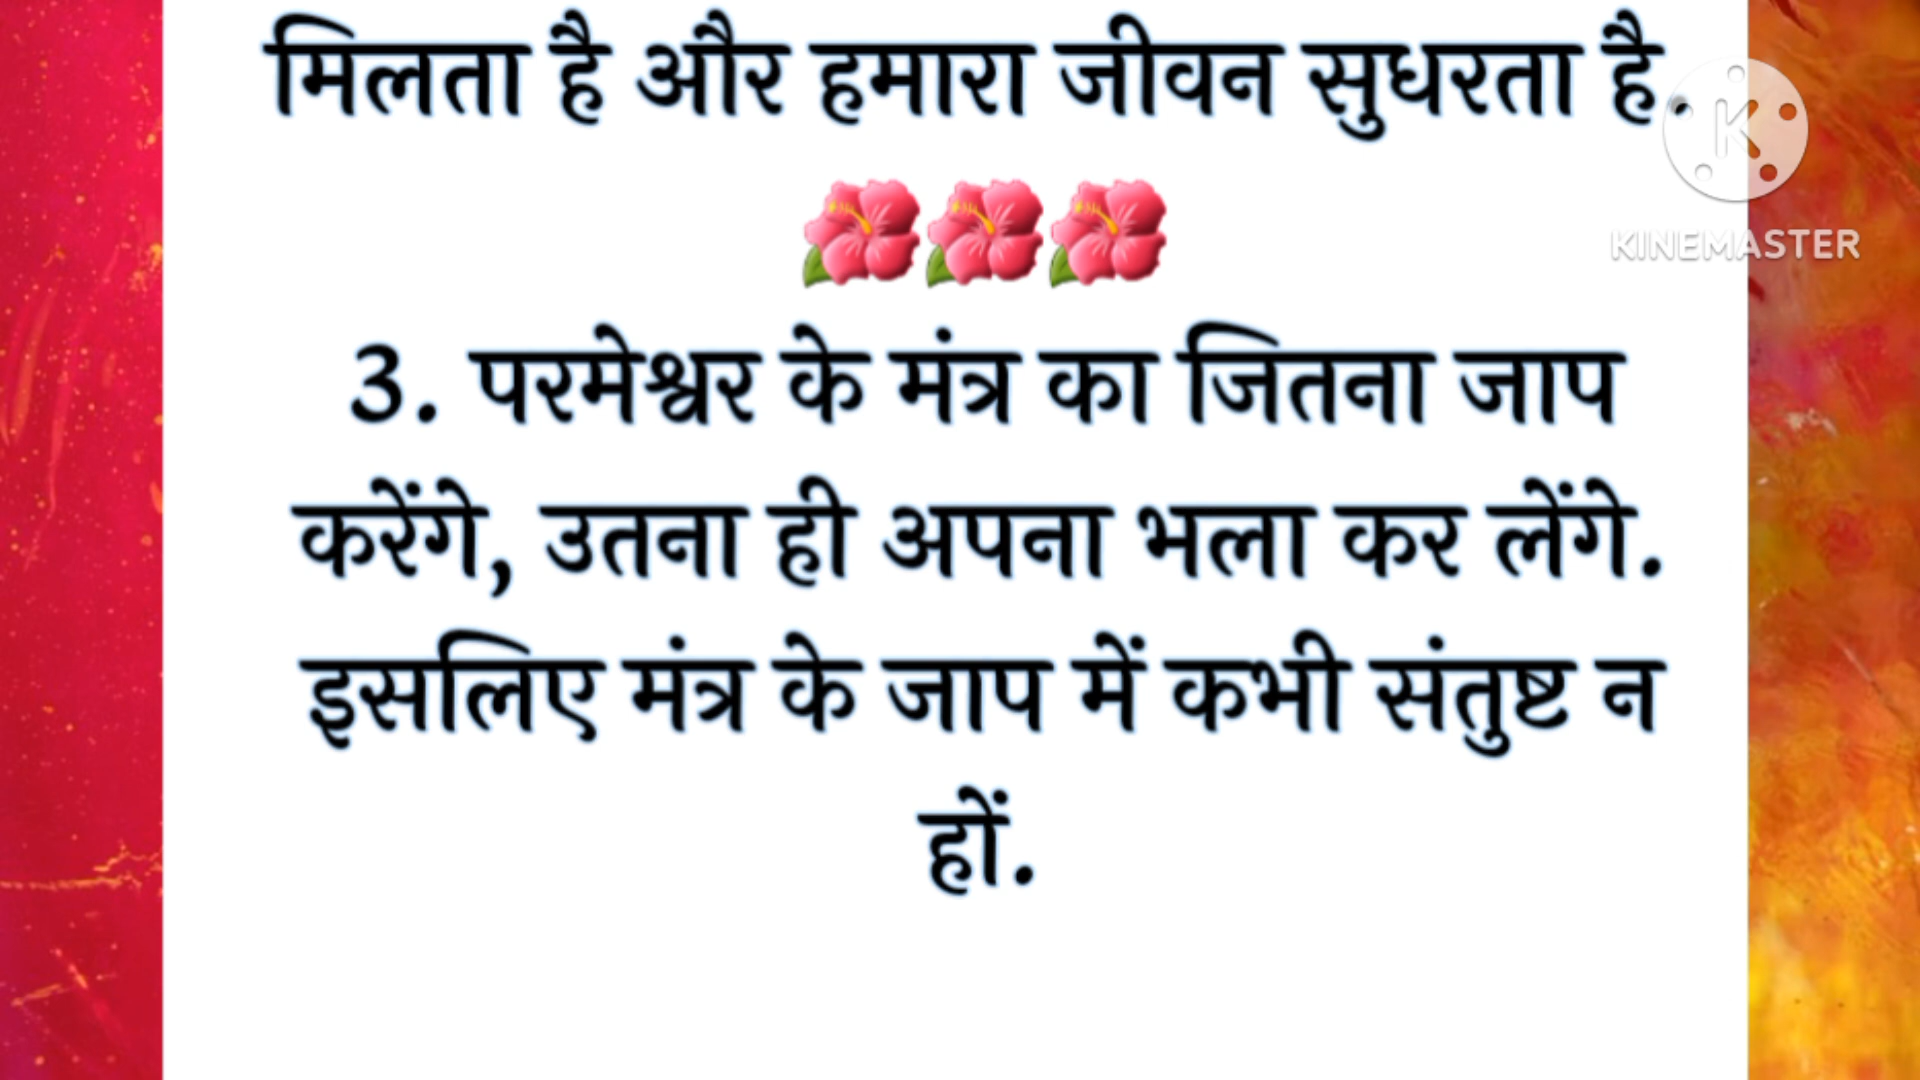 मिलता है और हमारा जीवन सुधरता है.
🌺🌺🌺
KINEMASTER
3. परमेश्वर के मंत्र का जितना जाप
करेंगे, उतना ही अपना भला कर लेंगे.
इसलिए मंत्र के जाप में कभी संतुष्ट न
हों.